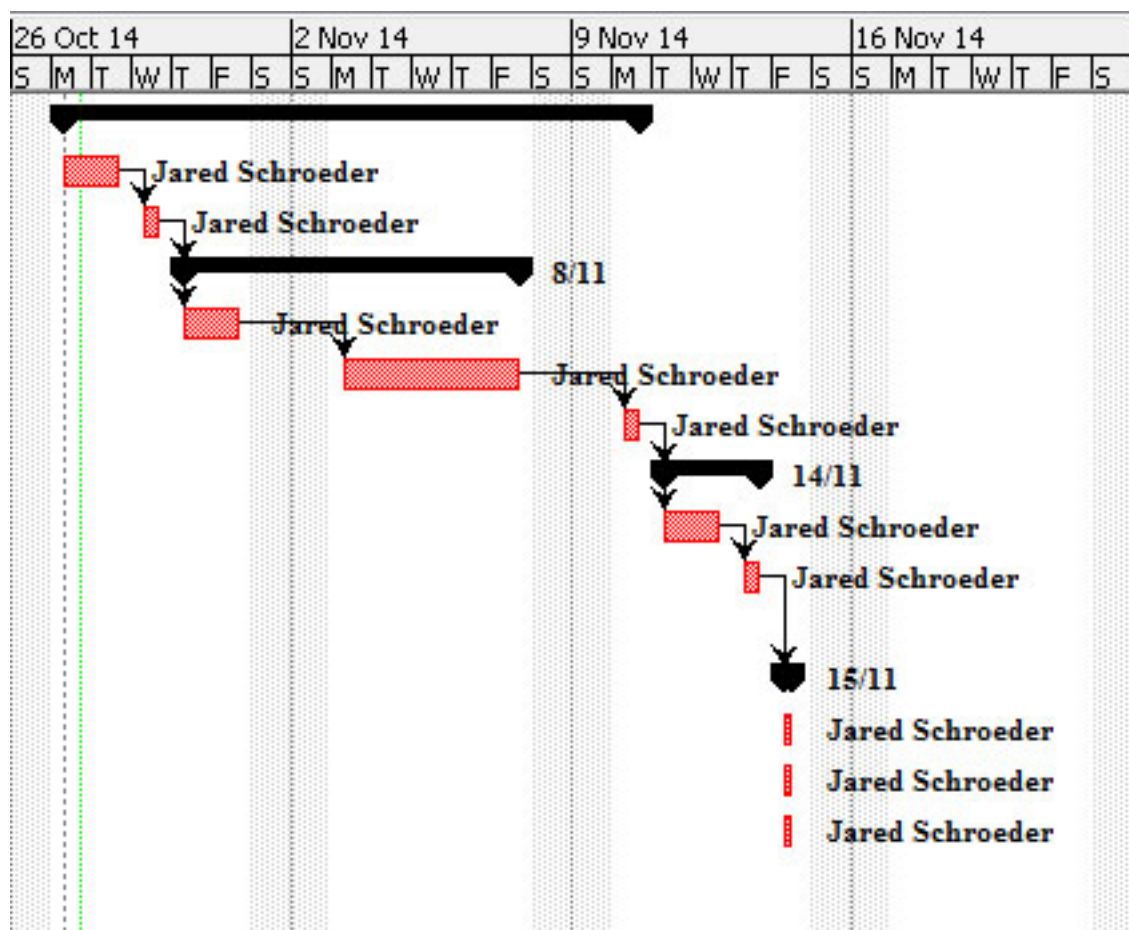 26 Oct 14 2 Nov 14 9 Nov 14 16 Nov 14
S M T W T F S S M T W T F S S M T W T F S S M T W T F S
Jared Schroeder
Jared Schroeder
8/11
Jared Schroeder
Jared Schroeder
Jared Schroeder
14/11
Jared Schroeder
Jared Schroeder
15/11
Jared Schroeder
Jared Schroeder
Jared Schroeder